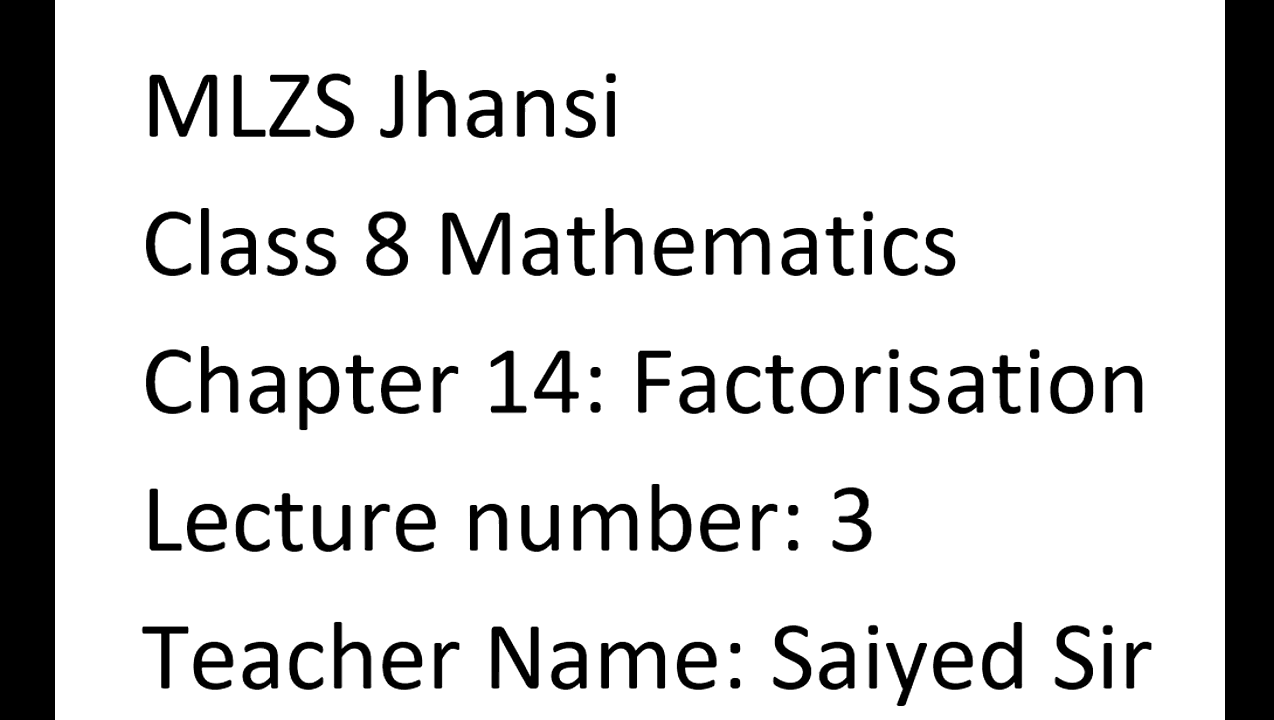 MLZS Jhansi
Class 8 Mathematics
Chapter 14: Factorisation
Lecture number: 3
Teacher Name: Saiyed Sir